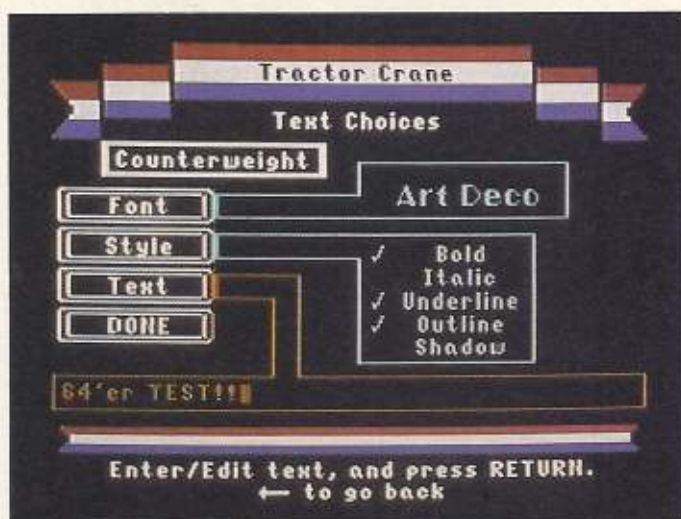 Tractor Crane
Text Choices
Counterweight
Font
Art Deco
Style
✓ Bold
Italic
Text
✓ Underline
✓ Outline
DONE
Shadow
64'er TEST!!
Enter/Edit text, and press RETURN.
← to go back